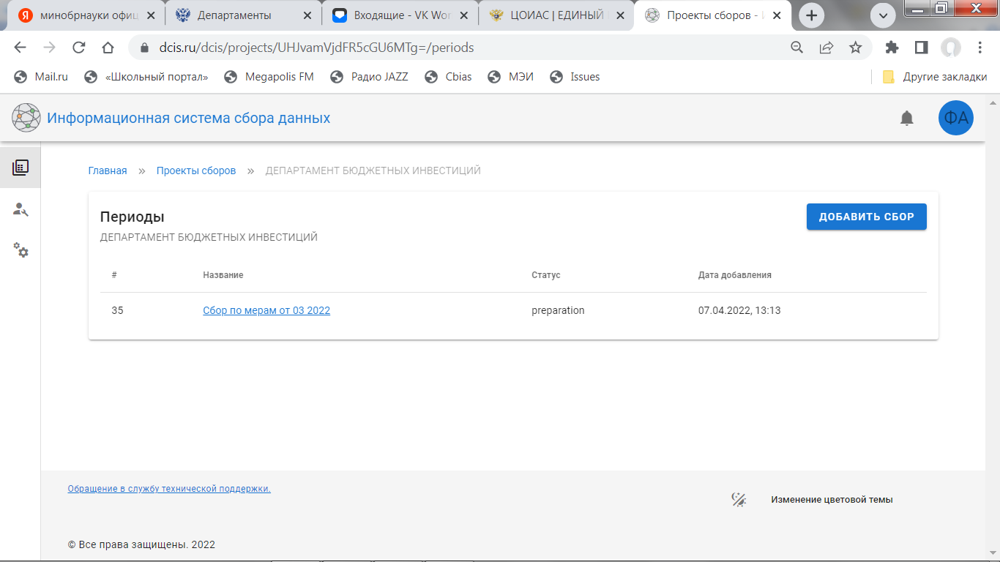 минобрнауки офиц
Департаменты
Входящие - VK Wor
ЦОИАС | ЕДИНЫЙ
Проекты сборов - И
dcis.ru/dcis/projects/UHJvamVjdFR5cGU6MTg=/periods
Mail.ru
«Школьный портал»
Megapolis FM
Радио JAZZ
Cbias
МЭИ
Issues
Другие закладки
Информационная система сбора данных
ФА
Главная » Проекты сборов » ДЕПАРТАМЕНТ БЮДЖЕТНЫХ ИНВЕСТИЦИЙ
Периоды
ДОБАВИТЬ СБОР
ДЕПАРТАМЕНТ БЮДЖЕТНЫХ ИНВЕСТИЦИЙ
# Название Статус Дата добавления
35 Сбор по мерам от 03.2022 preparation 07.04.2022, 13:13
Обращение в службу технической поддержки.
Изменение цветовой темы
© Все права защищены. 2022